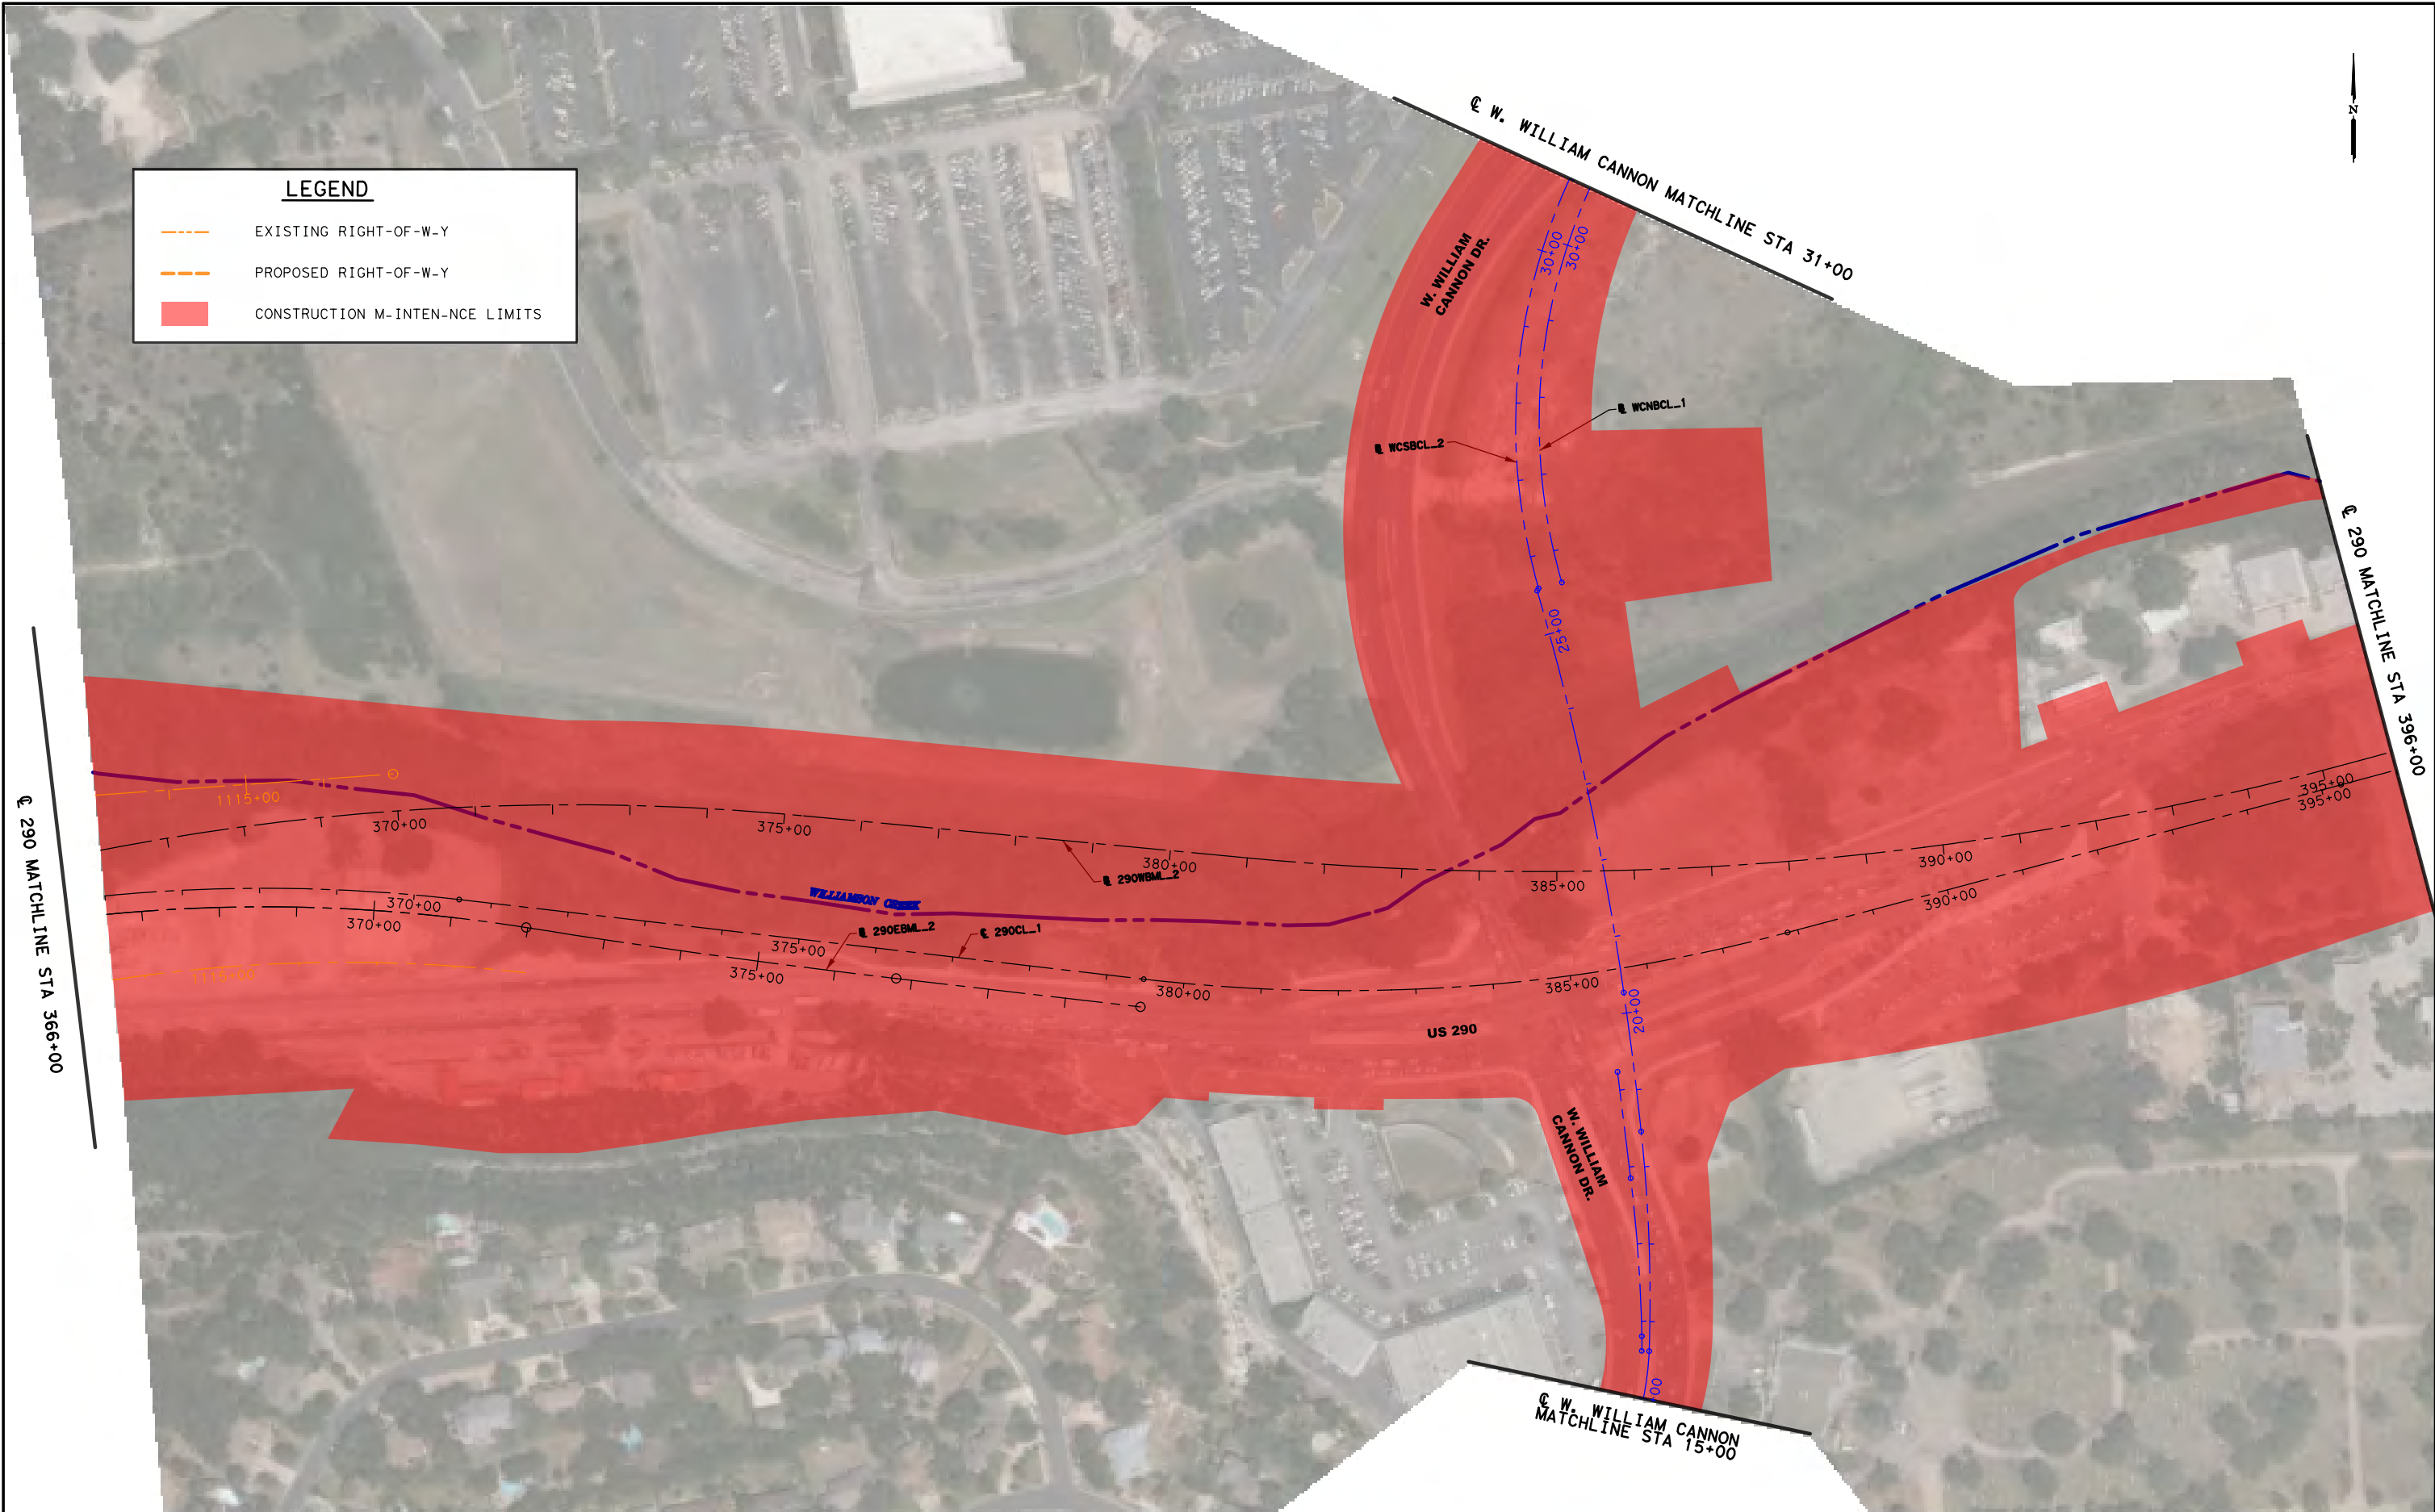 LEGEND
EXISTING RIGHT-OF-W-Y
PROPOSED RIGHT-OF-W-Y
CONSTRUCTION M-INTEN-NCE LIMITS
N
℄ W. WILLIAM CANNON MATCHLINE STA 31+00
W. WILLIAM
CANNON DR.
30+00
30+00
WCNBCL_1
WCSBCL_2
25+00
℄ 290 MATCHLINE STA 396+00
℄ 290 MATCHLINE STA 366+00
1115+00
370+00
375+00
380+00
385+00
390+00
395+00
395+00
290WBML_2
WILLIAMSON CREEK
370+00
370+00
375+00
375+00
290EBML_2
℄ 290CL_1
380+00
385+00
390+00
1115+00
US 290
20+00
W. WILLIAM
CANNON DR.
+00
℄ W. WILLIAM CANNON
MATCHLINE STA 15+00